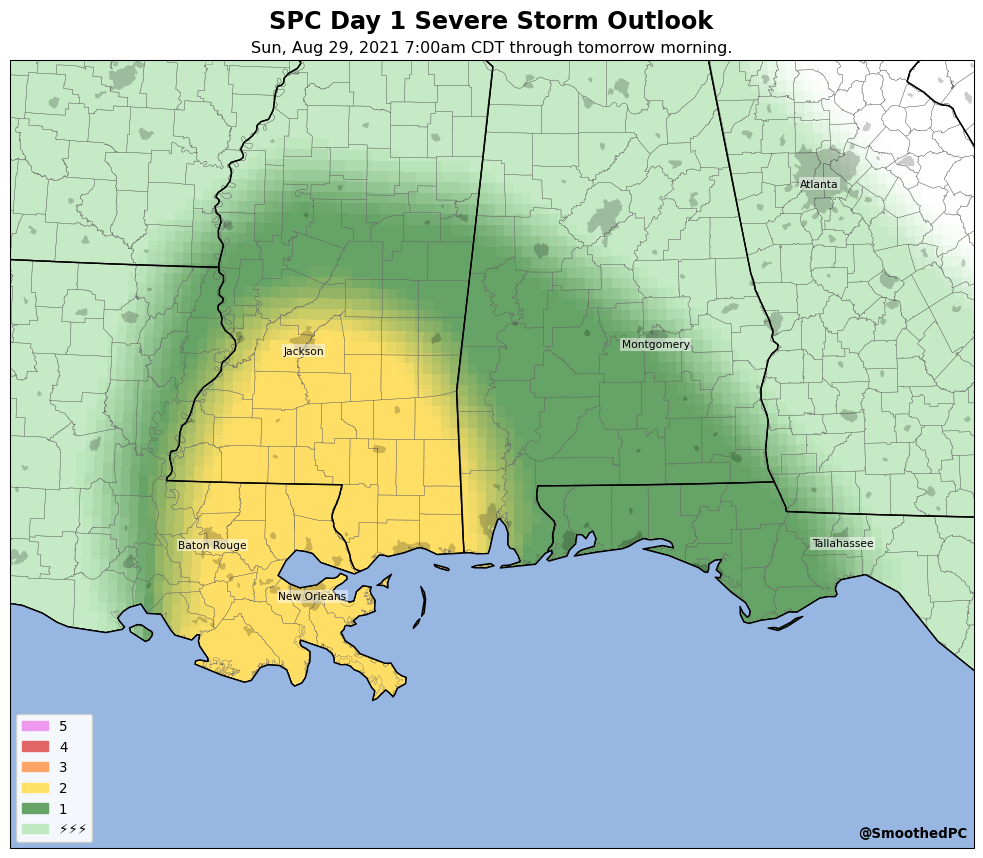 SPC Day 1 Severe Storm Outlook
Sun, Aug 29, 2021 7:00am CDT through tomorrow morning.
Atlanta
Montgomery
Jackson
Baton Rouge
Tallahassee
New Orleans
5
4
3
2
1
⚡⚡⚡
@SmoothedPC